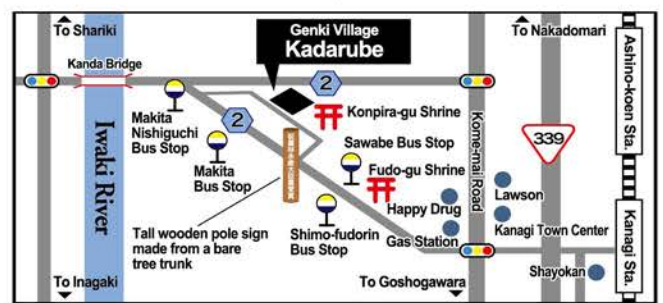 To Shariki
Genki Village
Kadarube
To Nakadomari
Kanda Bridge
2
Makita
Nishiguchi
Bus Stop
2
Konpira-gu Shrine
Makita
Bus Stop
Sawabe Bus Stop
Fudo-gu Shrine
Iwaki River
Kome-mai Road
339
Ashino-koen Sta.
Tall wooden pole sign
made from a bare
tree trunk
Shimo-fudorin
Bus Stop
Happy Drug
Gas Station
Lawson
Kanagi Town Center
Kanagi Sta.
Shayokan
To Inagaki
To Goshogawara